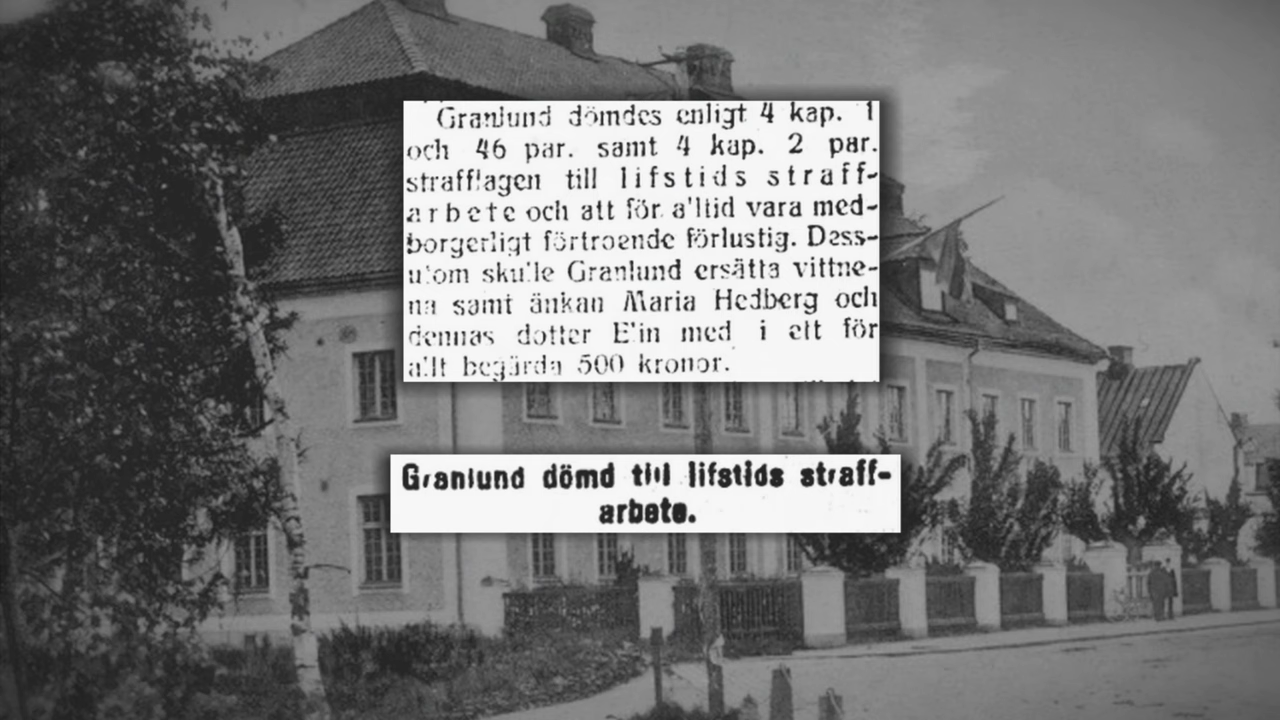 Granlund dömdes enligt 4 kap. 1
och 46 par. samt 4 kap. 2 par.
strafflagen till lifstids straff-
arbete och att för alltid vara med-
borgerligt förtroende förlustig. Dess-
utom skulle Granlund ersätta vittne-
na samt änkan Maria Hedberg och
dennas dotter Elin med i ett för
allt begärda 500 kronor.
Granlund dömd till lifstids straff-
arbete.